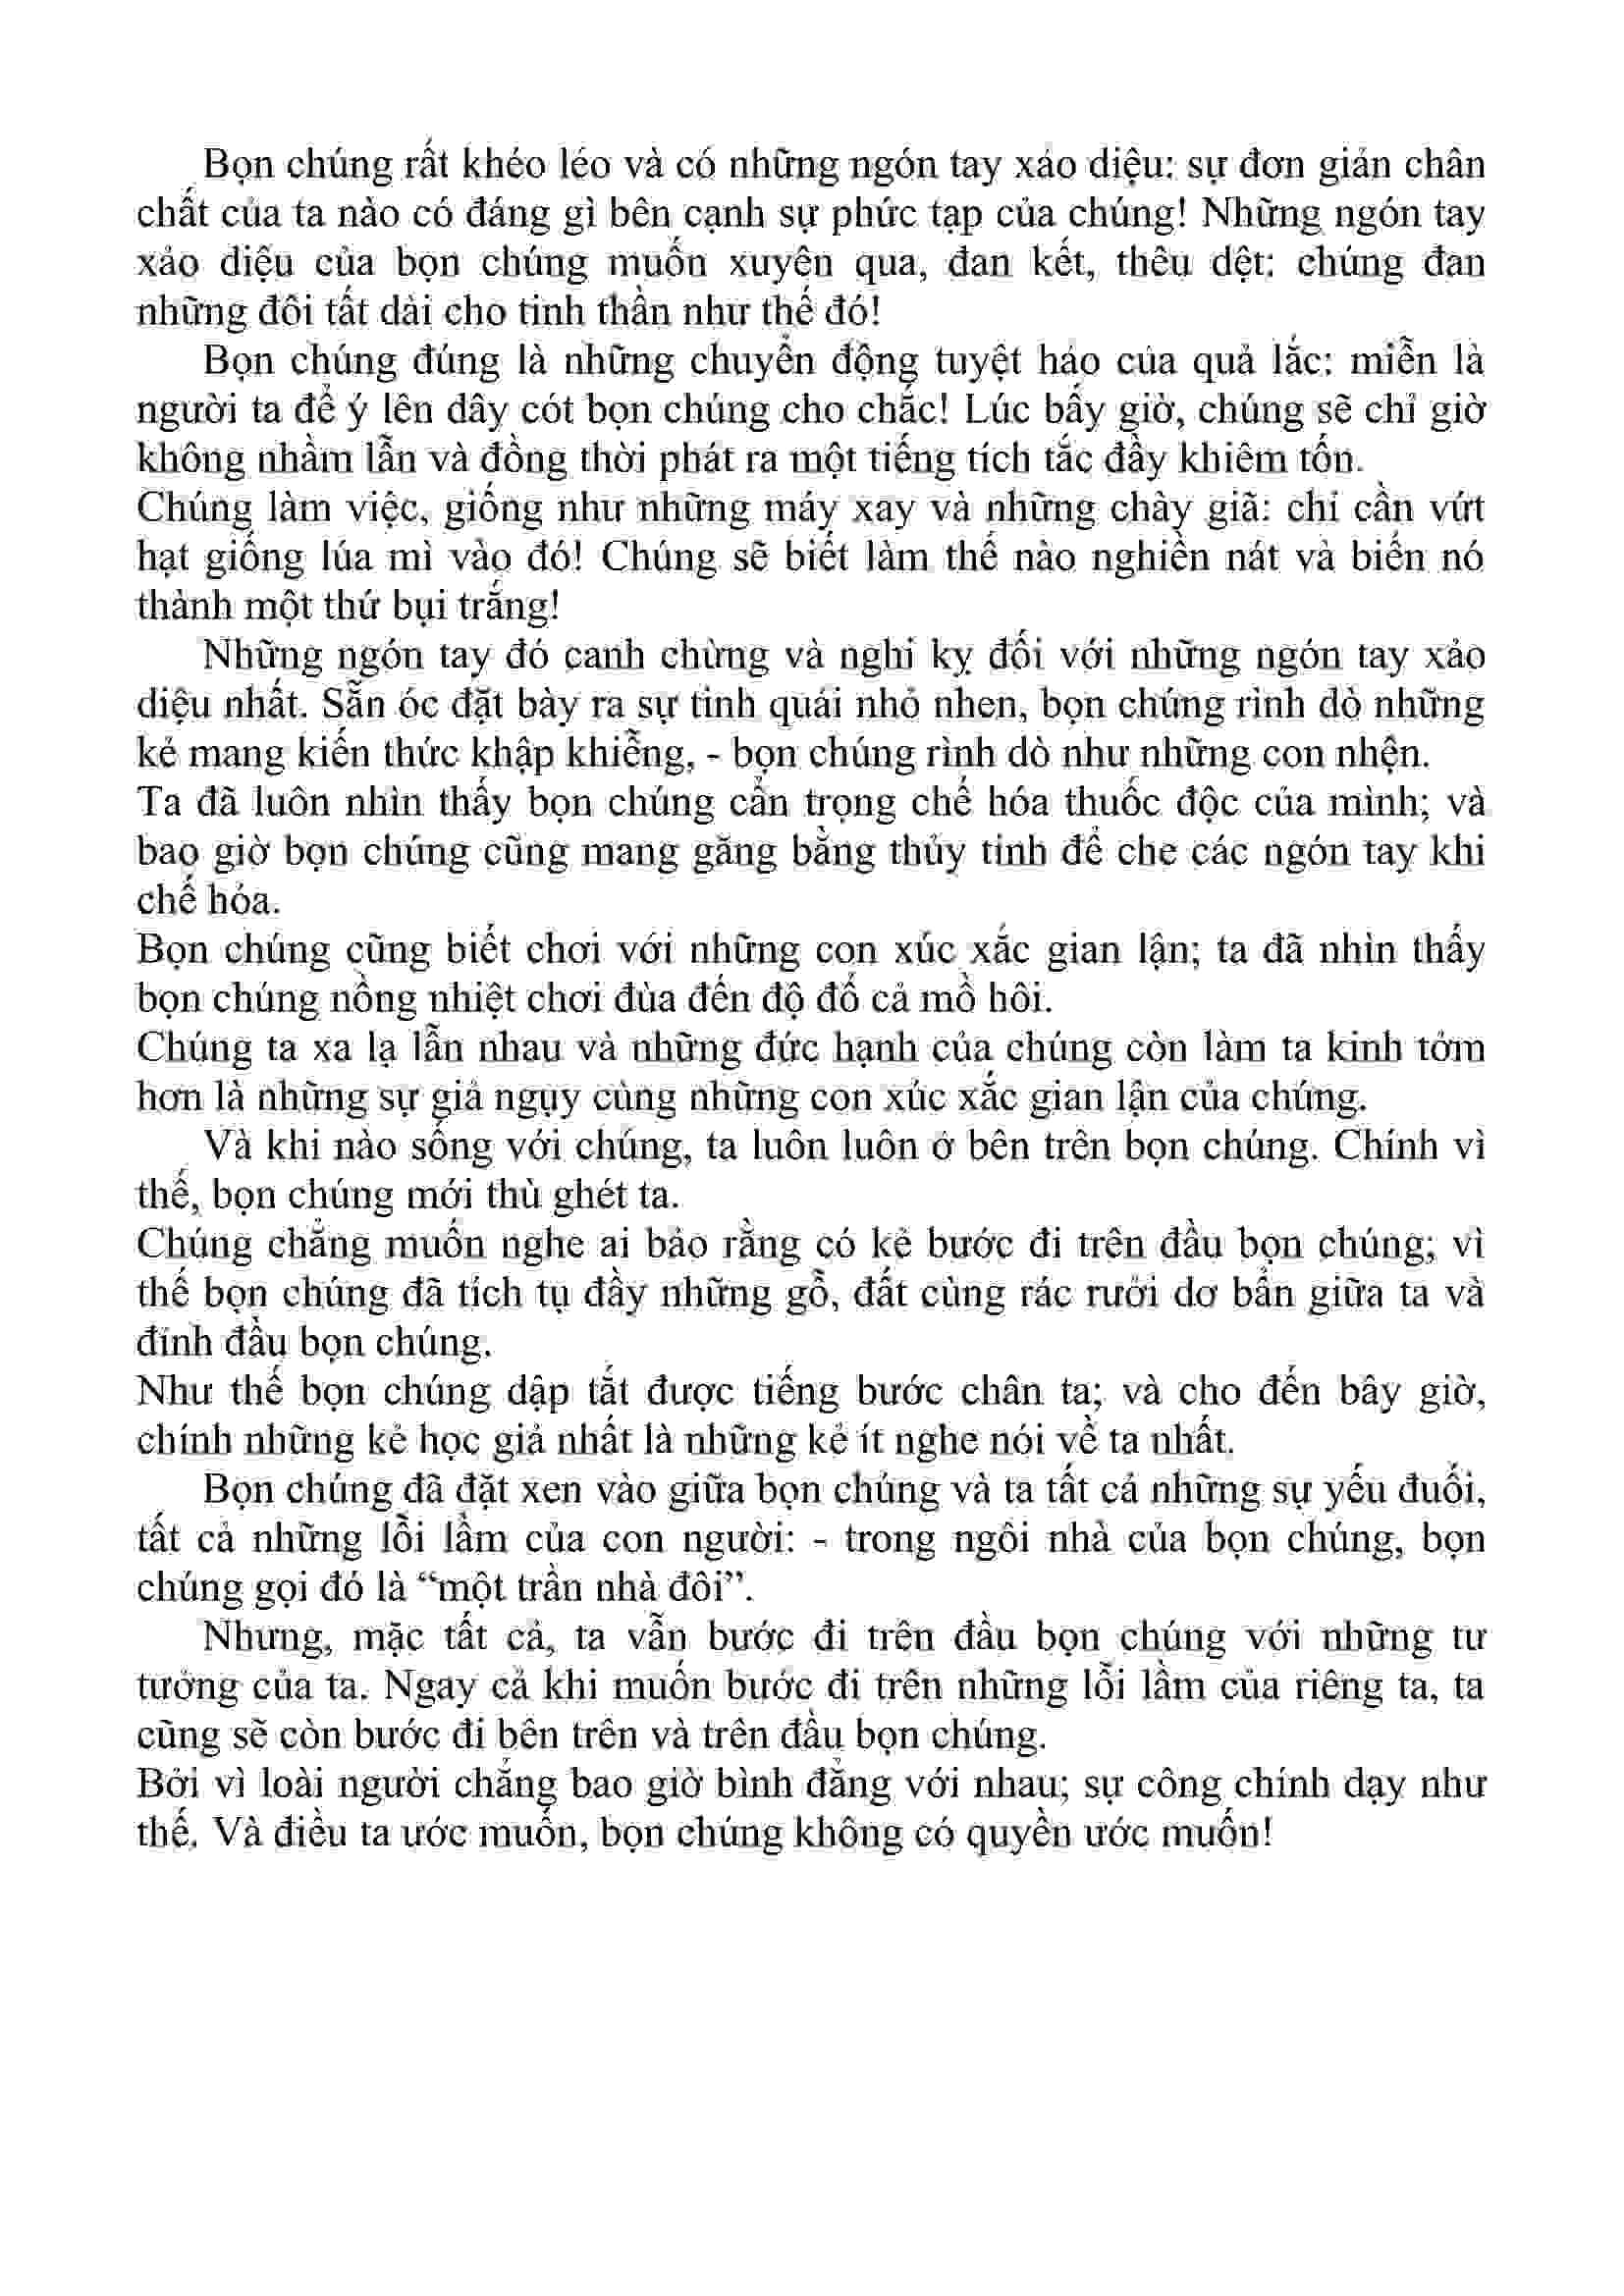 Bọn chúng rất khéo léo và có những ngón tay xảo diệu: sự đơn giản chân
chất của ta nào có đáng gì bên cạnh sự phức tạp của chúng! Những ngón tay
xảo diệu của bọn chúng muốn xuyên qua, đan kết, thêu dệt: chúng đan
những đôi tất dài cho tinh thần như thế đó!
Bọn chúng đúng là những chuyển động tuyệt hảo của quả lắc: miễn là
người ta để ý lên dây cót bọn chúng cho chắc! Lúc bấy giờ, chúng sẽ chỉ giờ
không nhầm lẫn và đồng thời phát ra một tiếng tích tắc đầy khiêm tốn.
Chúng làm việc, giống như những máy xay và những chày giã: chỉ cần vứt
hạt giống lúa mì vào đó! Chúng sẽ biết làm thế nào nghiền nát và biến nó
thành một thứ bụi trắng!
Những ngón tay đó canh chừng và nghi kỵ đối với những ngón tay xảo
diệu nhất. Sẵn óc đặt bày ra sự tinh quái nhỏ nhen, bọn chúng rình dò những
kẻ mang kiến thức khập khiễng, - bọn chúng rình dò như những con nhện.
Ta đã luôn nhìn thấy bọn chúng cẩn trọng chế hóa thuốc độc của mình; và
bao giờ bọn chúng cũng mang găng bằng thủy tinh để che các ngón tay khi
chế hóa.
Bọn chúng cũng biết chơi với những con xúc xắc gian lận; ta đã nhìn thấy
bọn chúng nồng nhiệt chơi đùa đến độ đổ cả mồ hôi.
Chúng ta xa lạ lẫn nhau và những đức hạnh của chúng còn làm ta kinh tởm
hơn là những sự giả ngụy cùng những con xúc xắc gian lận của chúng.
Và khi nào sống với chúng, ta luôn luôn ở bên trên bọn chúng. Chính vì
thế, bọn chúng mới thù ghét ta.
Chúng chẳng muốn nghe ai bảo rằng có kẻ bước đi trên đầu bọn chúng; vì
thế bọn chúng đã tích tụ đầy những gỗ, đất cùng rác rưởi dơ bẩn giữa ta và
đỉnh đầu bọn chúng.
Như thế bọn chúng dập tắt được tiếng bước chân ta; và cho đến bây giờ,
chính những kẻ học giả nhất là những kẻ ít nghe nói về ta nhất.
Bọn chúng đã đặt xen vào giữa bọn chúng và ta tất cả những sự yếu đuối,
tất cả những lỗi lầm của con người: - trong ngôi nhà của bọn chúng, bọn
chúng gọi đó là “một trần nhà đôi”.
Nhưng, mặc tất cả, ta vẫn bước đi trên đầu bọn chúng với những tư
tưởng của ta. Ngay cả khi muốn bước đi trên những lỗi lầm của riêng ta, ta
cũng sẽ còn bước đi bên trên và trên đầu bọn chúng.
Bởi vì loài người chẳng bao giờ bình đẳng với nhau; sự công chính dạy như
thế. Và điều ta ước muốn, bọn chúng không có quyền ước muốn!